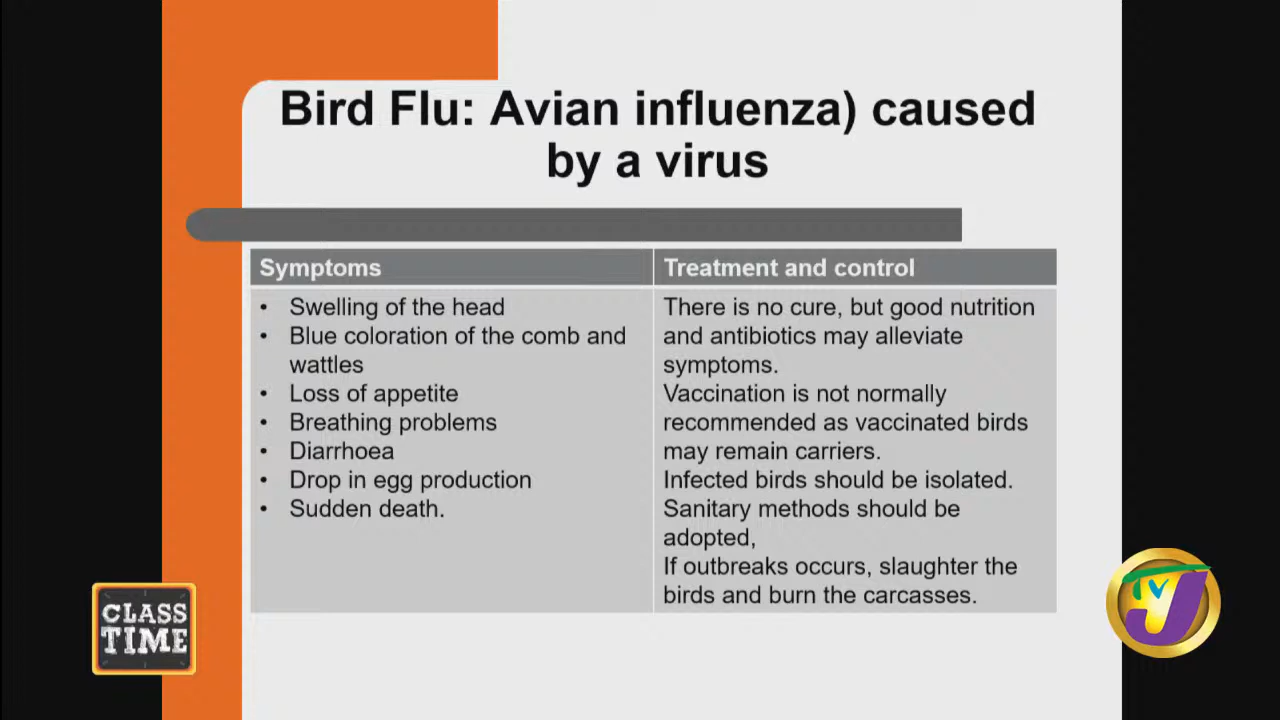 Bird Flu: Avian influenza) caused
by a virus
Symptoms
• Swelling of the head
• Blue coloration of the comb and
wattles
• Loss of appetite
• Breathing problems
• Diarrhoea
• Drop in egg production
• Sudden death.
Treatment and control
There is no cure, but good nutrition
and antibiotics may alleviate
symptoms.
Vaccination is not normally
recommended as vaccinated birds
may remain carriers.
Infected birds should be isolated.
Sanitary methods should be
adopted,
If outbreaks occurs, slaughter the
birds and burn the carcasses.
CLASS
TIME
TVJ